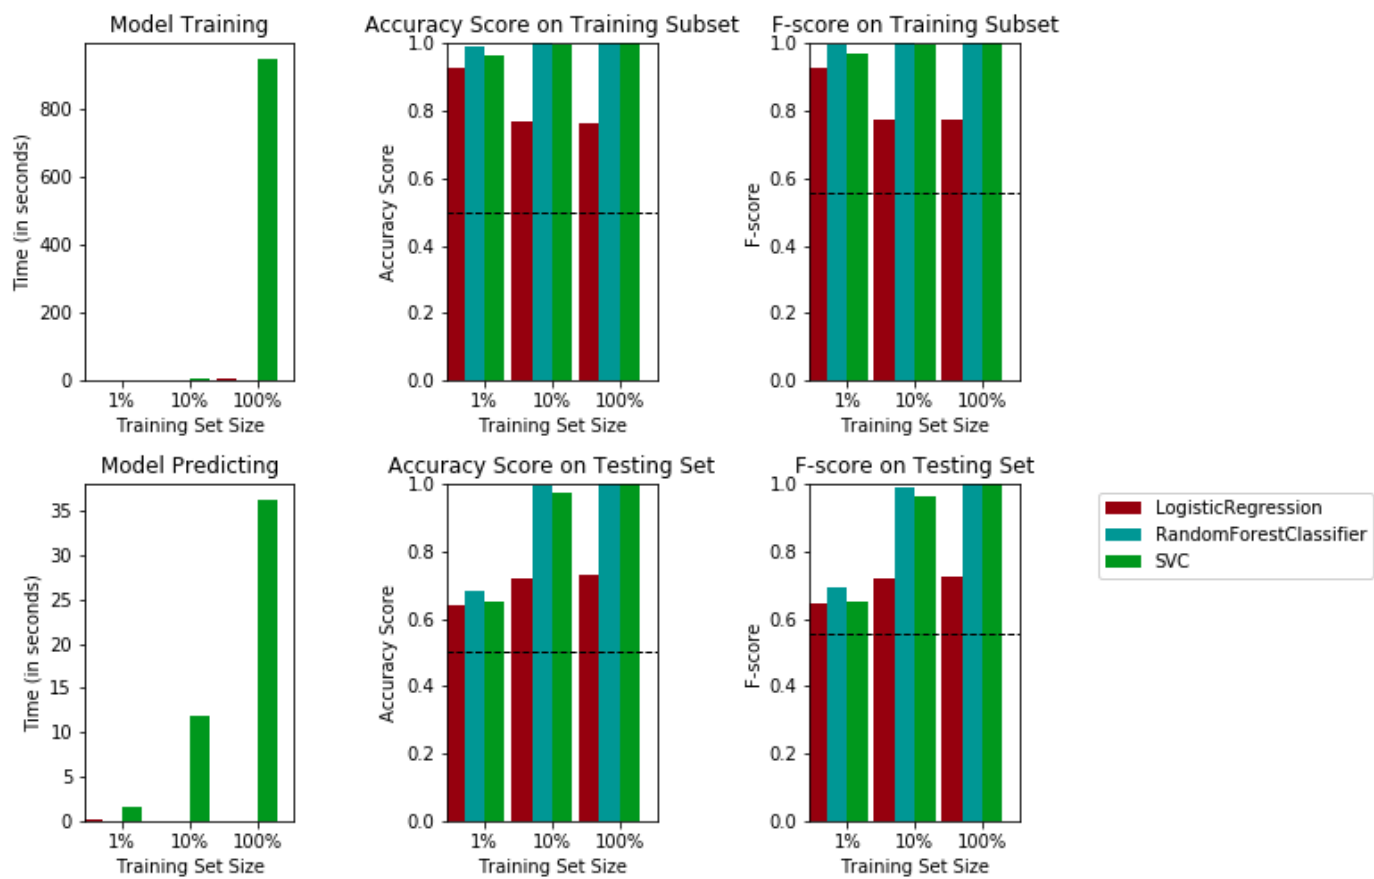 Model Training
Accuracy Score on Training Subset
F-score on Training Subset
Time (in seconds)
800
600
400
200
0
1%
10%
100%
Training Set Size
Accuracy Score
1.0
0.8
0.6
0.4
0.2
0.0
1%
10%
100%
Training Set Size
F-score
1.0
0.8
0.6
0.4
0.2
0.0
1%
10%
100%
Training Set Size
Model Predicting
Accuracy Score on Testing Set
F-score on Testing Set
Time (in seconds)
35
30
25
20
15
10
5
0
1%
10%
100%
Training Set Size
Accuracy Score
1.0
0.8
0.6
0.4
0.2
0.0
1%
10%
100%
Training Set Size
F-score
1.0
0.8
0.6
0.4
0.2
0.0
1%
10%
100%
Training Set Size
LogisticRegression
RandomForestClassifier
SVC